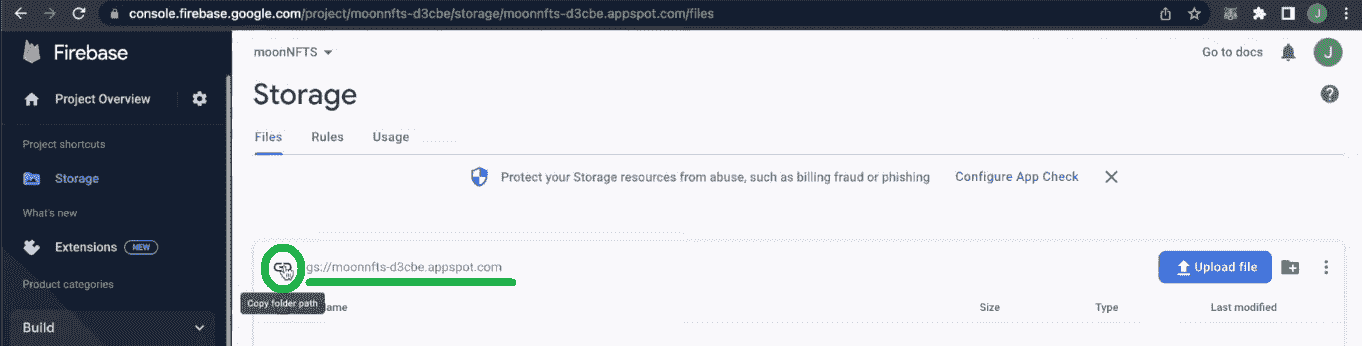 console.firebase.google.com/project/moonnfts-d3cbe/storage/moonnfts-d3cbe.appspot.com/files
J
Firebase
moonNFTS
Go to docs
J
Project Overview
Storage
Project shortcuts
Files Rules Usage
Storage
Protect your Storage resources from abuse, such as billing fraud or phishing Configure App Check
What's new
Extensions NEW
gs://moonnfts-d3cbe.appspot.com
Upload file
Product categories
Copy folder path
Size Type Last modified
Build